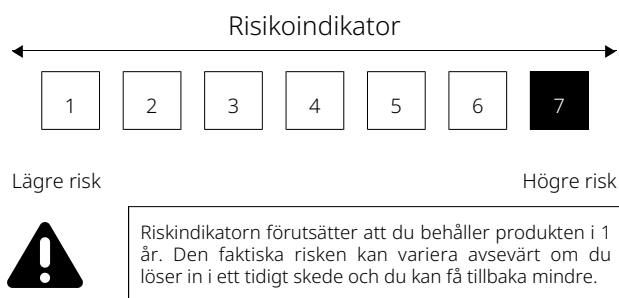 Risikoindikator
1 2 3 4 5 6 7
Lägre risk Högre risk
Riskindikatorn förutsätter att du behåller produkten i 1
år. Den faktiska risken kan variera avsevärt om du
löser in i ett tidigt skede och du kan få tillbaka mindre.